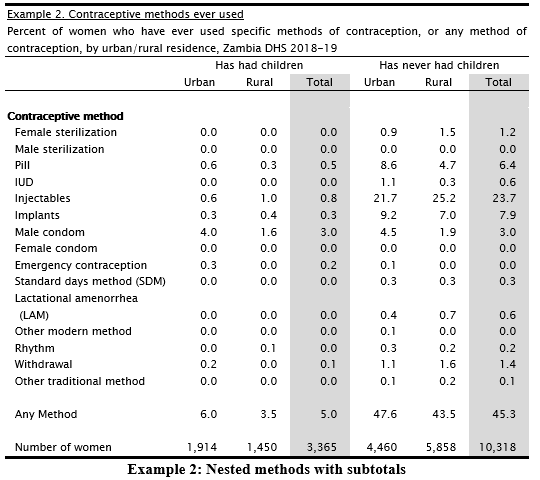 Example 2. Contraceptive methods ever used
Percent of women who have ever used specific methods of contraception, or any method of
contraception, by urban/rural residence, Zambia DHS 2018-19
Has had children Has never had children
Urban Rural Total Urban Rural Total
Contraceptive method
Female sterilization 0.0 0.0 0.0 0.9 1.5 1.2
Male sterilization 0.0 0.0 0.0 0.0 0.0 0.0
Pill 0.6 0.3 0.5 8.6 4.7 6.4
IUD 0.0 0.0 0.0 1.1 0.3 0.6
Injectables 0.6 1.0 0.8 21.7 25.2 23.7
Implants 0.3 0.4 0.3 9.2 7.0 7.9
Male condom 4.0 1.6 3.0 4.5 1.9 3.0
Female condom 0.0 0.0 0.0 0.0 0.0 0.0
Emergency contraception 0.3 0.0 0.2 0.1 0.0 0.0
Standard days method (SDM) 0.0 0.0 0.0 0.3 0.3 0.3
Lactational amenorrhea
(LAM) 0.0 0.0 0.0 0.4 0.7 0.6
Other modern method 0.0 0.0 0.0 0.1 0.0 0.0
Rhythm 0.0 0.1 0.0 0.3 0.2 0.2
Withdrawal 0.2 0.0 0.1 1.1 1.6 1.4
Other traditional method 0.0 0.0 0.0 0.1 0.2 0.1
Any Method 6.0 3.5 5.0 47.6 43.5 45.3
Number of women 1,914 1,450 3,365 4,460 5,858 10,318
Example 2: Nested methods with subtotals